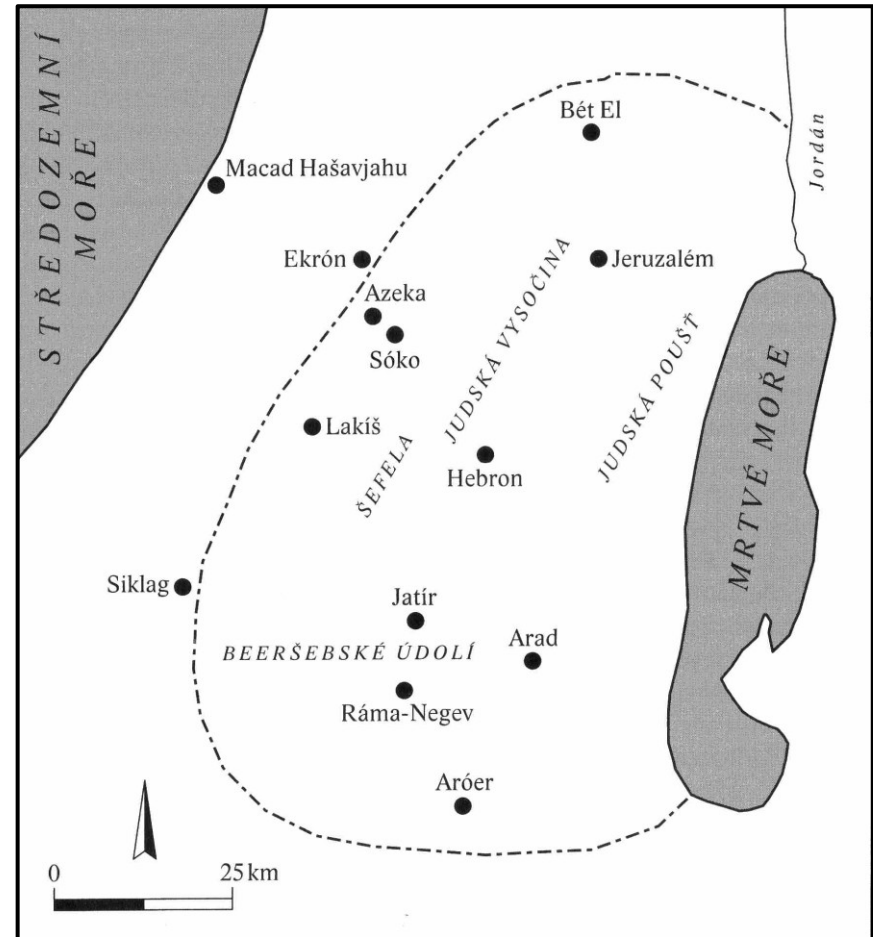 STŘEDOZEMNÍ
MOŘE
Bét El
Jordán
Macad Hašavjahu
Ekrón
Jeruzalém
Azeka
Sóko
JUDSKÁ VYSOČINA
JUDSKÁ POUŠŤ
Lakíš
ŠEFELA
Hebron
MRTVÉ MOŘE
Siklag
Jatír
BEERŠEBSKÉ ÚDOLÍ
Arad
Ráma-Negev
Aróer
0
25 km